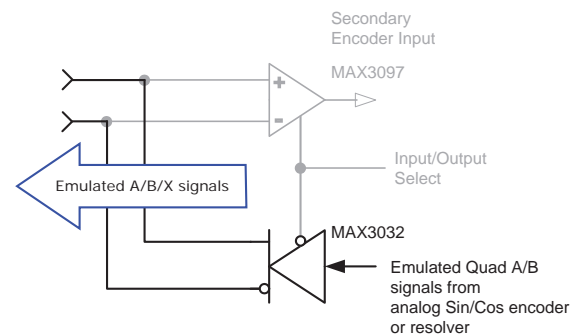 Secondary
Encoder Input
MAX3097
+
-
Input/Output
Select
Emulated A/B/X signals
MAX3032
Emulated Quad A/B
signals from
analog Sin/Cos encoder
or resolver